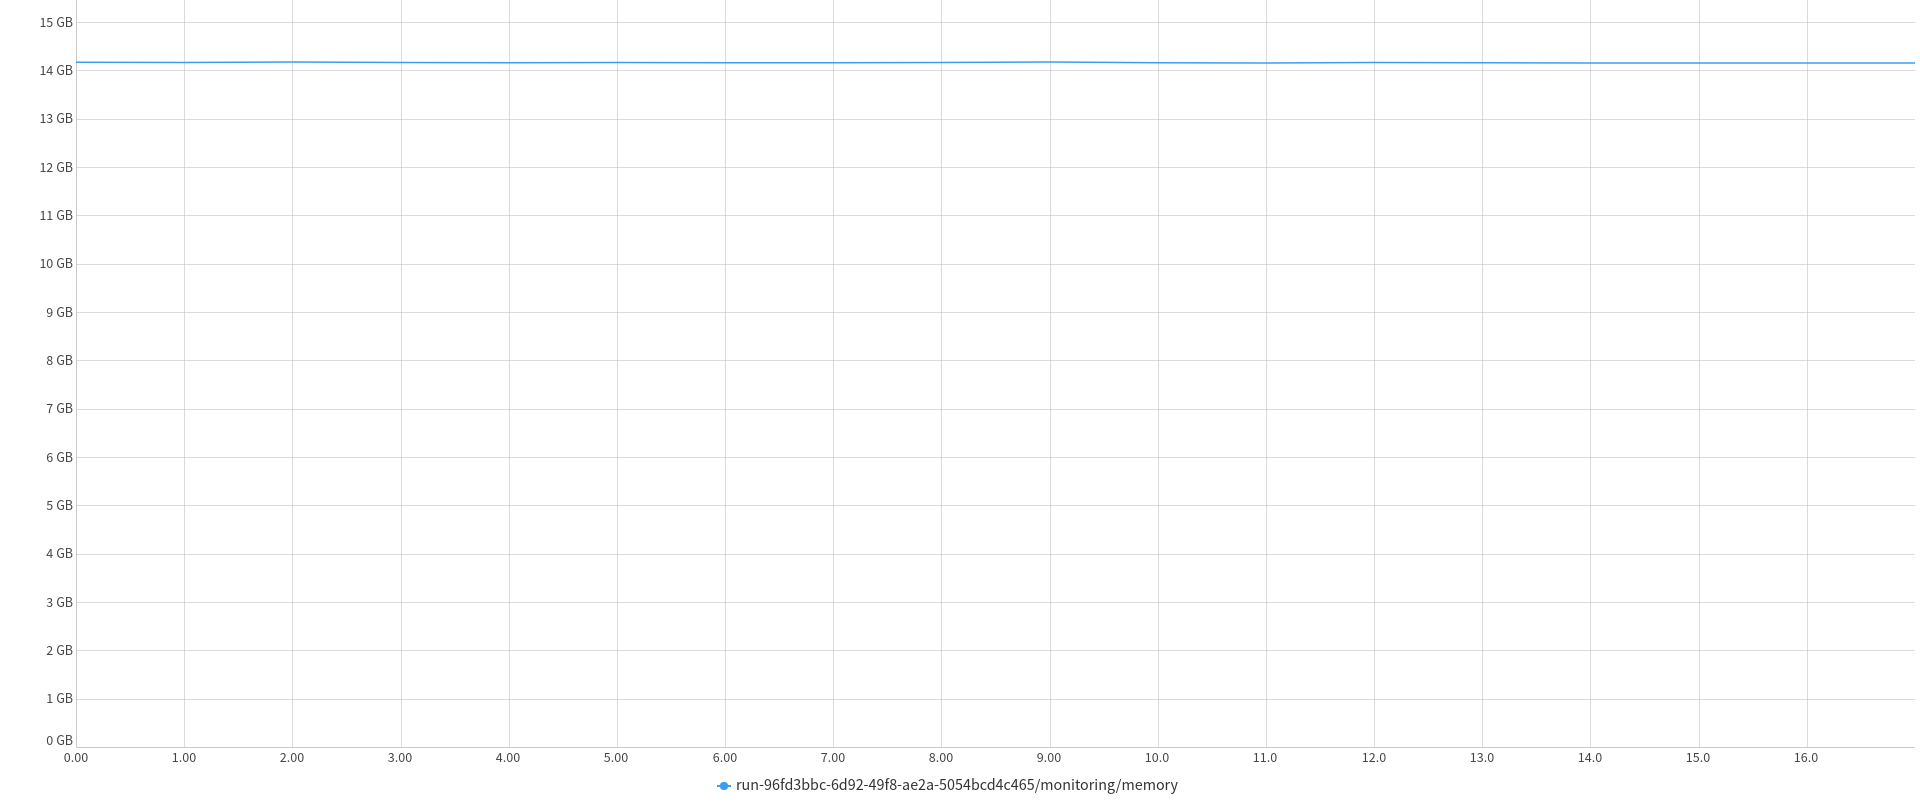 15 GB
14 GB
13 GB
12 GB
11 GB
10 GB
9 GB
8 GB
7 GB
6 GB
5 GB
4 GB
3 GB
2 GB
1 GB
0 GB
0.00 1.00 2.00 3.00 4.00 5.00 6.00 7.00 8.00 9.00 10.0 11.0 12.0 13.0 14.0 15.0 16.0
run-96fd3bbc-6d92-49f8-ae2a-5054bcd4c465/monitoring/memory